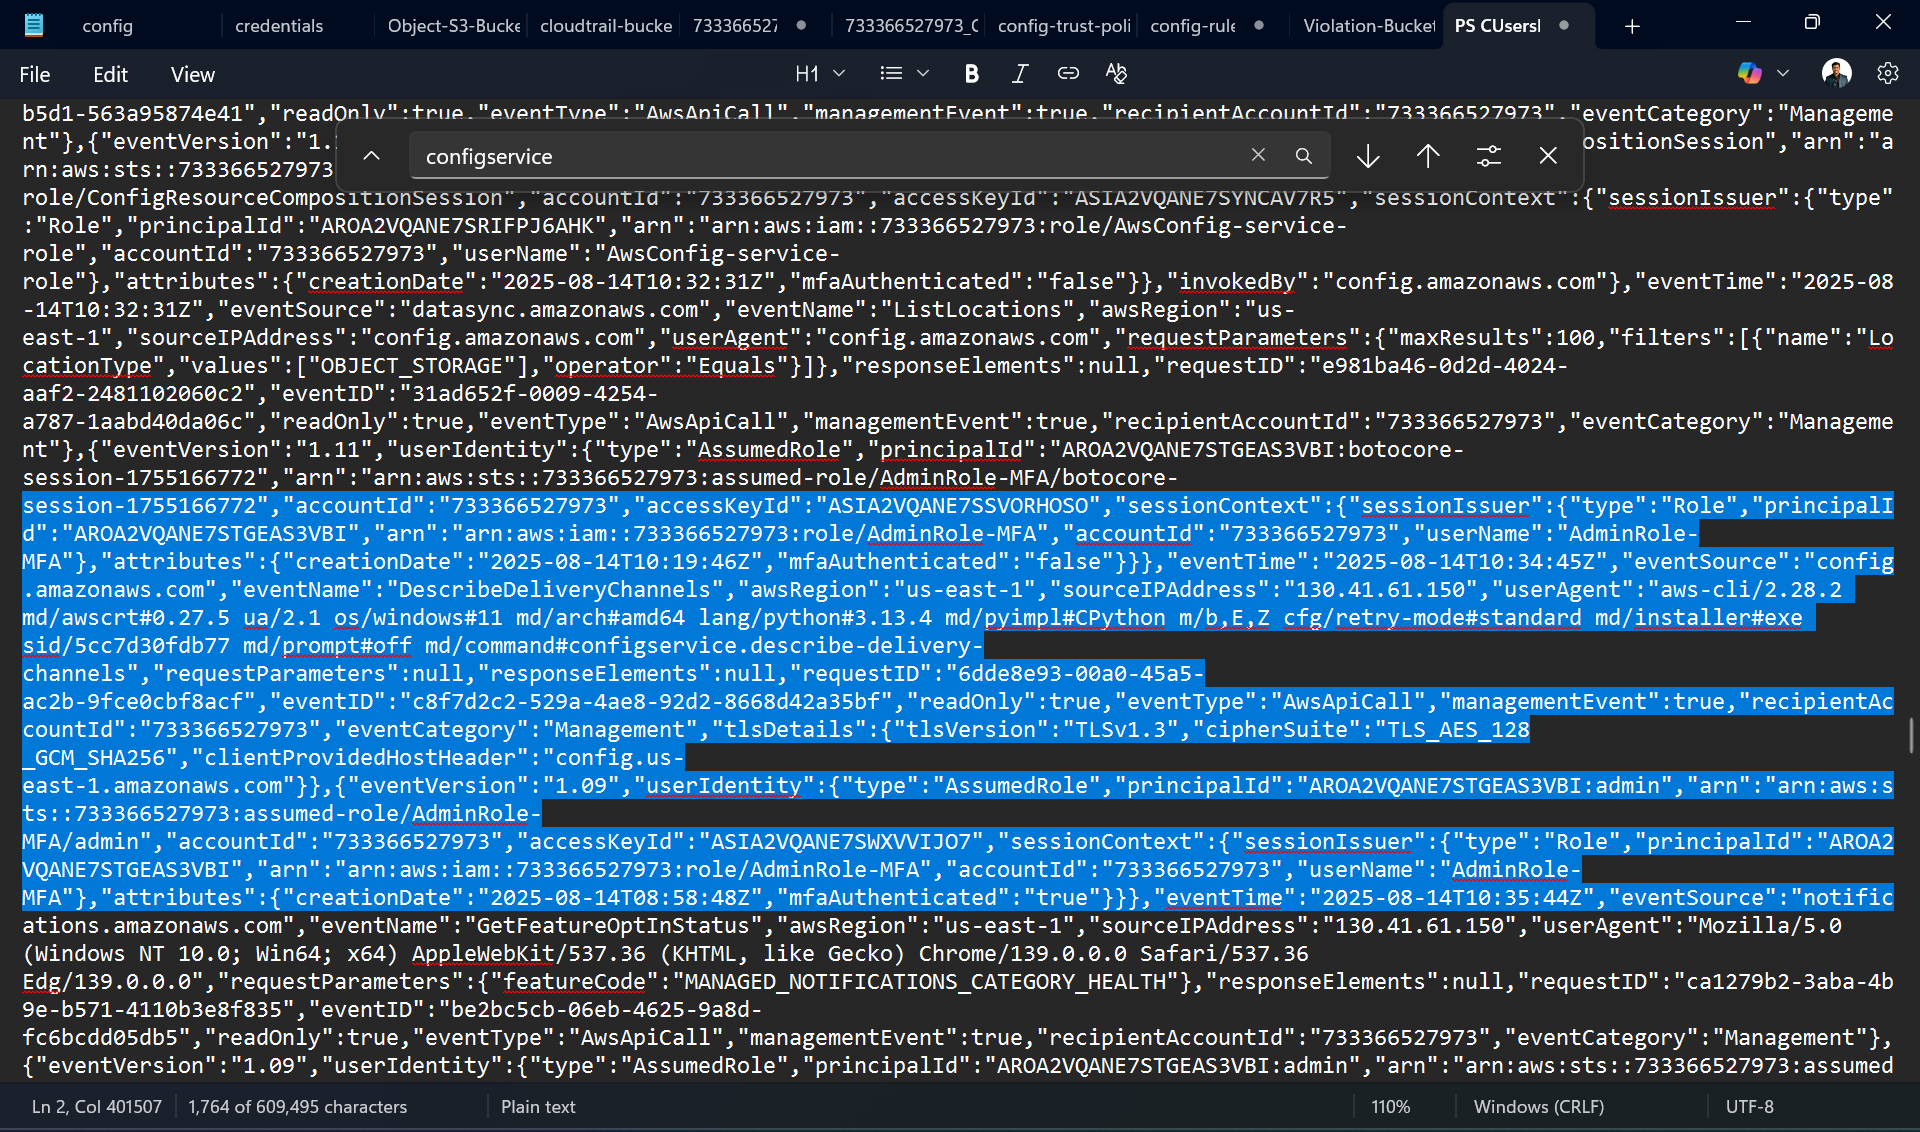 config
credentials
Object-S3-Bucke
cloudtrail-bucke
73336652
733366527973_
config-trust-poli
config-rule
Violation-Bucket
PS CUsersl
File
Edit
View
H1
configservice
b5d1-563a95874e41","readOnly":true,"eventType":"AwsApiCall","managementEvent":true,"recipientAccountId":"733366527973","eventCategory":"Manageme
nt"},{"eventVersion":"1. ositionSession","arn":"a
rn:aws:sts::733366527973
role/ConfigResourceCompositionSession","accountId":"733366527973","accessKeyId":"ASIA2VQANE7SYNCAV7R5","sessionContext":{"sessionIssuer":{"type"
:"Role","principalId":"AROA2VQANE7SRIFPJ6AHK","arn":"arn:aws:iam::733366527973:role/AwsConfig-service-
role","accountId":"733366527973","userName":"AwsConfig-service-
role"},"attributes":{"creationDate":"2025-08-14T10:32:31Z","mfaAuthenticated":"false"}},"invokedBy":"config.amazonaws.com"},"eventTime":"2025-08
-14T10:32:31Z","eventSource":"datasync.amazonaws.com","eventName":"ListLocations","awsRegion":"us-
east-1","sourceIPAddress":"config.amazonaws.com","userAgent":"config.amazonaws.com","requestParameters":{"maxResults":100,"filters":[{"name":"Lo
cationType","values":["OBJECT_STORAGE"],"operator":"Equals"}]},"responseElements":null,"requestID":"e981ba46-0d2d-4024-
aaf2-2481102060c2","eventID":"31ad652f-0009-4254-
a787-1aabd40da06c","readOnly":true,"eventType":"AwsApiCall","managementEvent":true,"recipientAccountId":"733366527973","eventCategory":"Manageme
nt"},{"eventVersion":"1.11","userIdentity":{"type":"AssumedRole","principalId":"AROA2VQANE7STGEAS3VBI:botocore-
session-1755166772","arn":"arn:aws:sts::733366527973:assumed-role/AdminRole-MFA/botocore-
session-1755166772","accountId":"733366527973","accessKeyId":"ASIA2VQANE7SSVORHOSO","sessionContext":{"sessionIssuer":{"type":"Role","principalI
d":"AROA2VQANE7STGEAS3VBI","arn":"arn:aws:iam::733366527973:role/AdminRole-MFA","accountId":"733366527973","userName":"AdminRole-
MFA"},"attributes":{"creationDate":"2025-08-14T10:19:46Z","mfaAuthenticated":"false"}}},"eventTime":"2025-08-14T10:34:45Z","eventSource":"config
.amazonaws.com","eventName":"DescribeDeliveryChannels","awsRegion":"us-east-1","sourceIPAddress":"130.41.61.150","userAgent":"aws-cli/2.28.2
md/awscrt#0.27.5 ua/2.1 os/windows#11 md/arch#amd64 lang/python#3.13.4 md/pyimpl#CPython m/b,E,Z cfg/retry-mode#standard md/installer#exe
sid/5cc7d30fdb77 md/prompt#off md/command#configservice.describe-delivery-
channels","requestParameters":null,"responseElements":null,"requestID":"6dde8e93-00a0-45a5-
ac2b-9fce0cbf8acf","eventID":"c8f7d2c2-529a-4ae8-92d2-8668d42a35bf","readOnly":true,"eventType":"AwsApiCall","managementEvent":true,"recipientAc
countId":"733366527973","eventCategory":"Management","tlsDetails":{"tlsVersion":"TLSv1.3","cipherSuite":"TLS_AES_128
_GCM_SHA256","clientProvidedHostHeader":"config.us-
east-1.amazonaws.com"}},{"eventVersion":"1.09","userIdentity":{"type":"AssumedRole","principalId":"AROA2VQANE7STGEAS3VBI:admin","arn":"arn:aws:s
ts::733366527973:assumed-role/AdminRole-
MFA/admin","accountId":"733366527973","accessKeyId":"ASIA2VQANE7SWXVVIJO7","sessionContext":{"sessionIssuer":{"type":"Role","principalId":"AROA2
VQANE7STGEAS3VBI","arn":"arn:aws:iam::733366527973:role/AdminRole-MFA","accountId":"733366527973","userName":"AdminRole-
MFA"},"attributes":{"creationDate":"2025-08-14T08:58:48Z","mfaAuthenticated":"true"}}},"eventTime":"2025-08-14T10:35:44Z","eventSource":"notific
ations.amazonaws.com","eventName":"GetFeatureOptInStatus","awsRegion":"us-east-1","sourceIPAddress":"130.41.61.150","userAgent":"Mozilla/5.0
(Windows NT 10.0; Win64; x64) AppleWebKit/537.36 (KHTML, like Gecko) Chrome/139.0.0.0 Safari/537.36
Edg/139.0.0.0","requestParameters":{"featureCode":"MANAGED_NOTIFICATIONS_CATEGORY_HEALTH"},"responseElements":null,"requestID":"ca1279b2-3aba-4b
9e-b571-4110b3e8f835","eventID":"be2bc5cb-06eb-4625-9a8d-
fc6bcdd05db5","readOnly":true,"eventType":"AwsApiCall","managementEvent":true,"recipientAccountId":"733366527973","eventCategory":"Management"},
{"eventVersion":"1.09","userIdentity":{"type":"AssumedRole","principalId":"AROA2VQANE7STGEAS3VBI:admin","arn":"arn:aws:sts::733366527973:assumed
Ln 2, Col 401507
1,764 of 609,495 characters
Plain text
110%
Windows (CRLF)
UTF-8